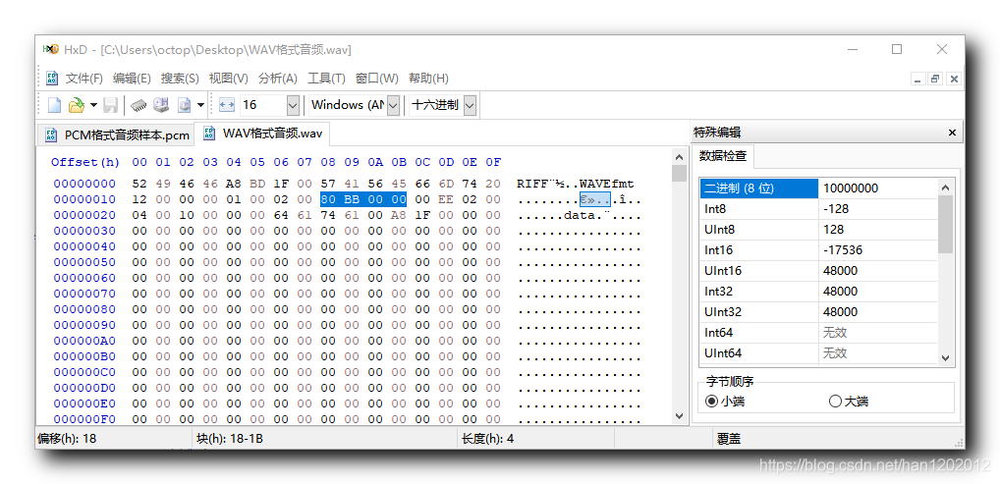 HxD - [C:\Users\octop\Desktop\WAV格式音频.wav]
文件(F) 编辑(E) 搜索(S) 视图(V) 分析(A) 工具(T) 窗口(W) 帮助(H)
16 Windows (AN 十六进制
PCM格式音频样本.pcm WAV格式音频.wav
Offset(h) 00 01 02 03 04 05 06 07 08 09 0A 0B 0C 0D 0E 0F
00000000 52 49 46 46 A8 BD 1F 00 57 41 56 45 66 6D 74 20 RIFF¨½..WAVEfmt
00000010 12 00 00 00 01 00 02 00 80 BB 00 00 00 EE 02 00 ........€»...î..
00000020 04 00 10 00 00 00 64 61 74 61 00 A8 1F 00 00 00 ......data.¨....
00000030 00 00 00 00 00 00 00 00 00 00 00 00 00 00 00 00 ................
00000040 00 00 00 00 00 00 00 00 00 00 00 00 00 00 00 00 ................
00000050 00 00 00 00 00 00 00 00 00 00 00 00 00 00 00 00 ................
00000060 00 00 00 00 00 00 00 00 00 00 00 00 00 00 00 00 ................
00000070 00 00 00 00 00 00 00 00 00 00 00 00 00 00 00 00 ................
00000080 00 00 00 00 00 00 00 00 00 00 00 00 00 00 00 00 ................
00000090 00 00 00 00 00 00 00 00 00 00 00 00 00 00 00 00 ................
000000A0 00 00 00 00 00 00 00 00 00 00 00 00 00 00 00 00 ................
000000B0 00 00 00 00 00 00 00 00 00 00 00 00 00 00 00 00 ................
000000C0 00 00 00 00 00 00 00 00 00 00 00 00 00 00 00 00 ................
000000D0 00 00 00 00 00 00 00 00 00 00 00 00 00 00 00 00 ................
000000E0 00 00 00 00 00 00 00 00 00 00 00 00 00 00 00 00 ................
000000F0 00 00 00 00 00 00 00 00 00 00 00 00 00 00 00 00 ................
特殊编辑
数据检查
二进制 (8 位) 10000000
Int8 -128
UInt8 128
Int16 -17536
UInt16 48000
Int32 48000
UInt32 48000
Int64 无效
UInt64 无效
字节顺序
小端 大端
偏移(h): 18 块(h): 18-1B 长度(h): 4 覆盖
https://blog.csdn.net/han1202012